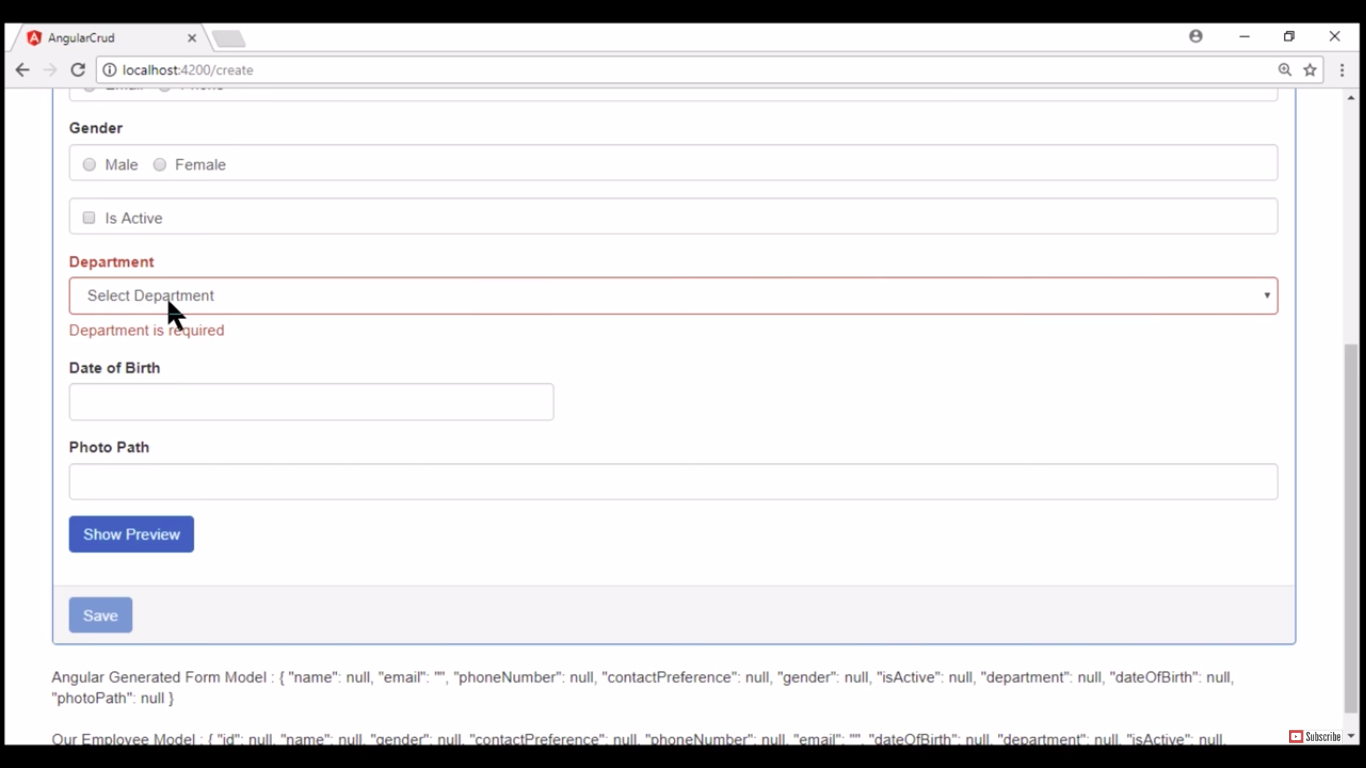 AngularCrud
localhost:4200/create
Email Phone
Gender
Male Female
Is Active
Department
Select Department
Department is required
Date of Birth
Photo Path
Show Preview
Save
Angular Generated Form Model : { "name": null, "email": "", "phoneNumber": null, "contactPreference": null, "gender": null, "isActive": null, "department": null, "dateOfBirth": null,
"photoPath": null }
Our Employee Model : { "id": null, "name": null, "gender": null, "contactPreference": null, "phoneNumber": null, "email": "", "dateOfBirth": null, "department": null, "isActive": null,
Subscribe